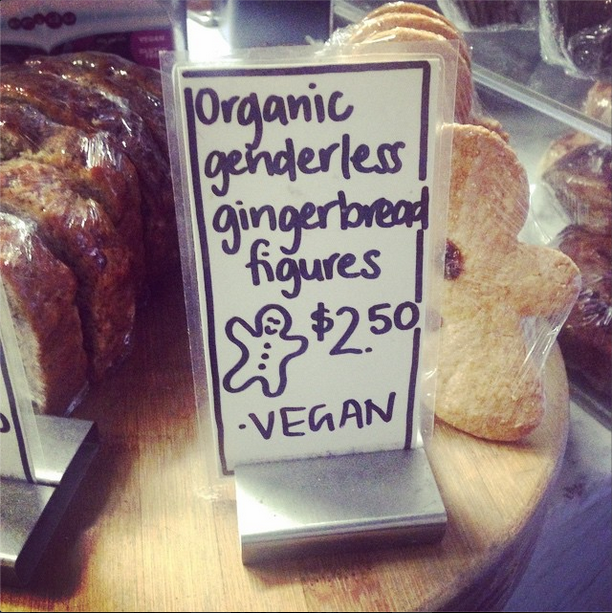 Organic
genderless
gingerbread
figures
$2.50
·VEGAN